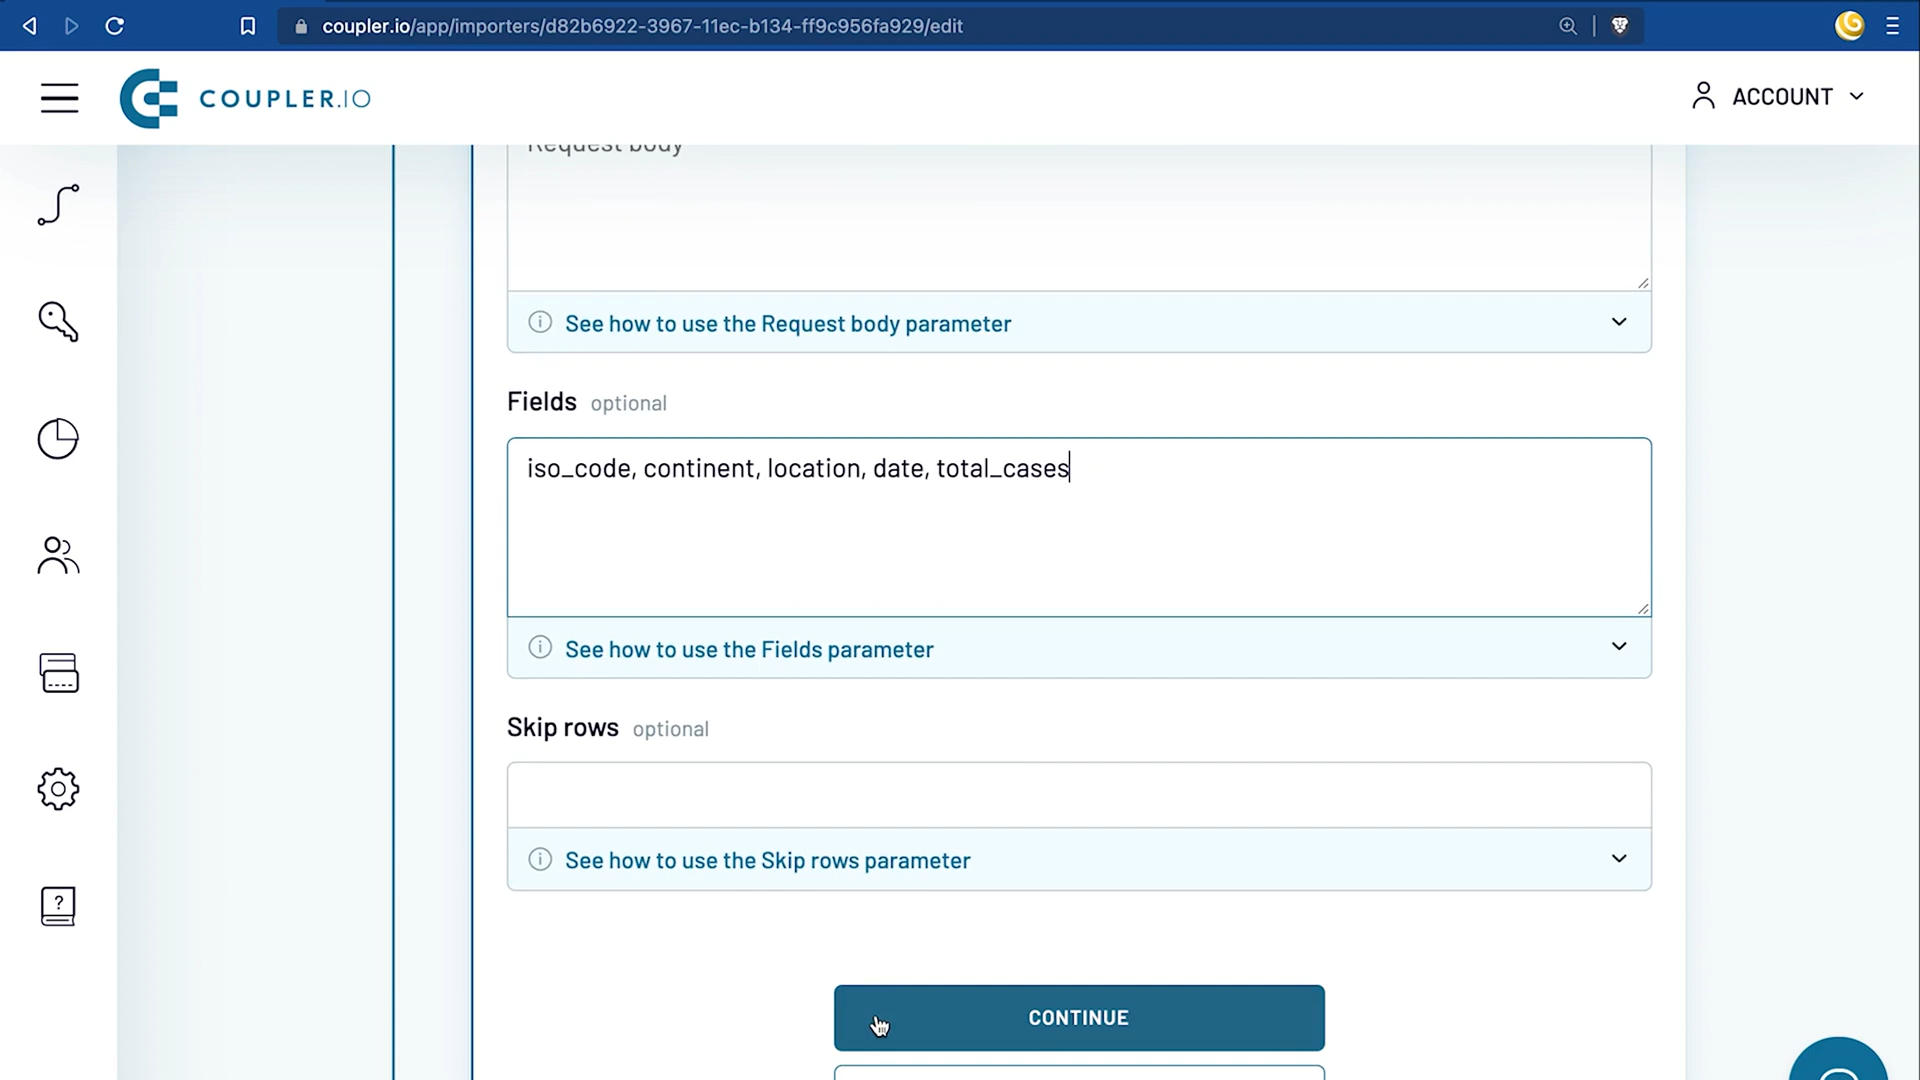 coupler.io/app/importers/d82b6922-3967-11ec-b134-ff9c956fa929/edit
COUPLER.IO
ACCOUNT
Request body
See how to use the Request body parameter
Fields optional
iso_code, continent, location, date, total_cases
See how to use the Fields parameter
Skip rows optional
See how to use the Skip rows parameter
CONTINUE
?